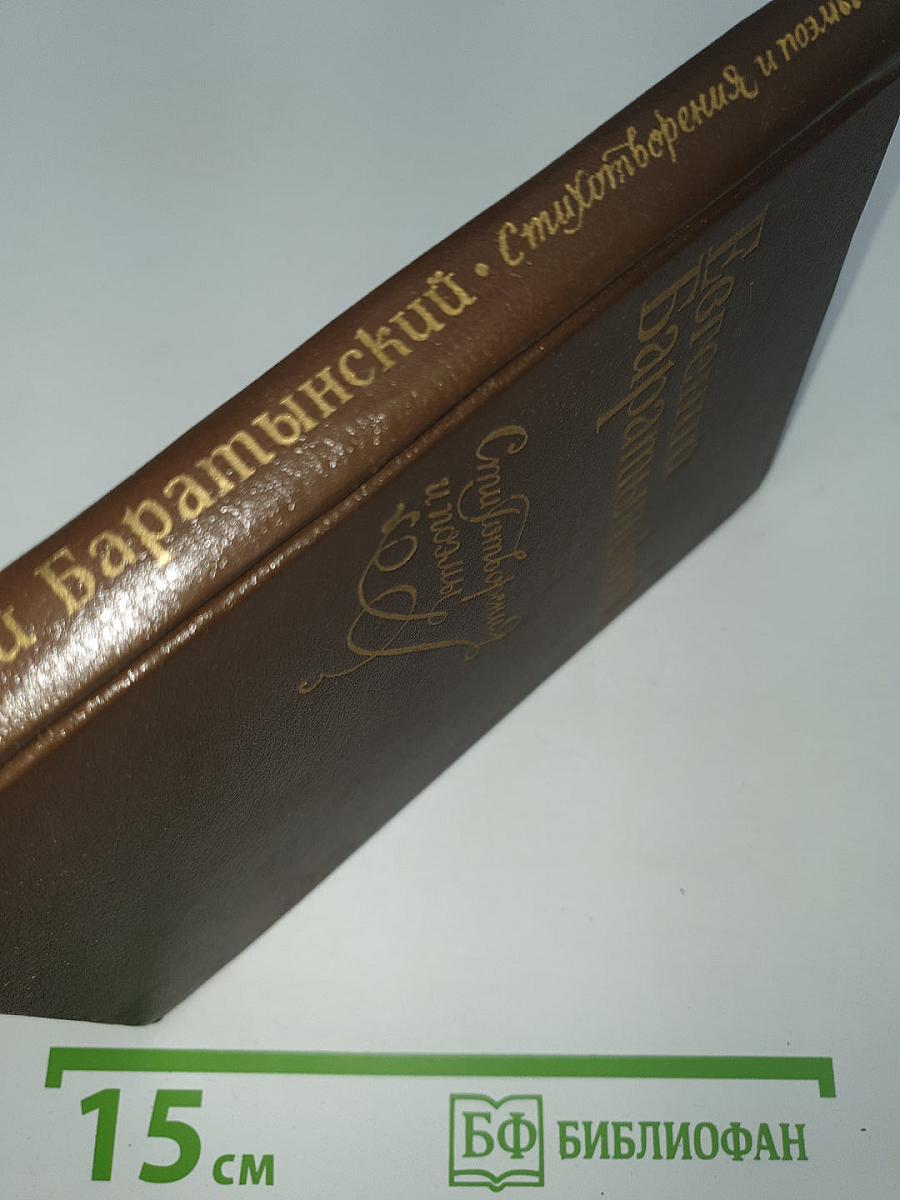 й Баратынский · Стихотворения и поэмы
Евгений
Баратынский
Стихотворения
и поэмы
15 см
БФ БИБЛИОФАН